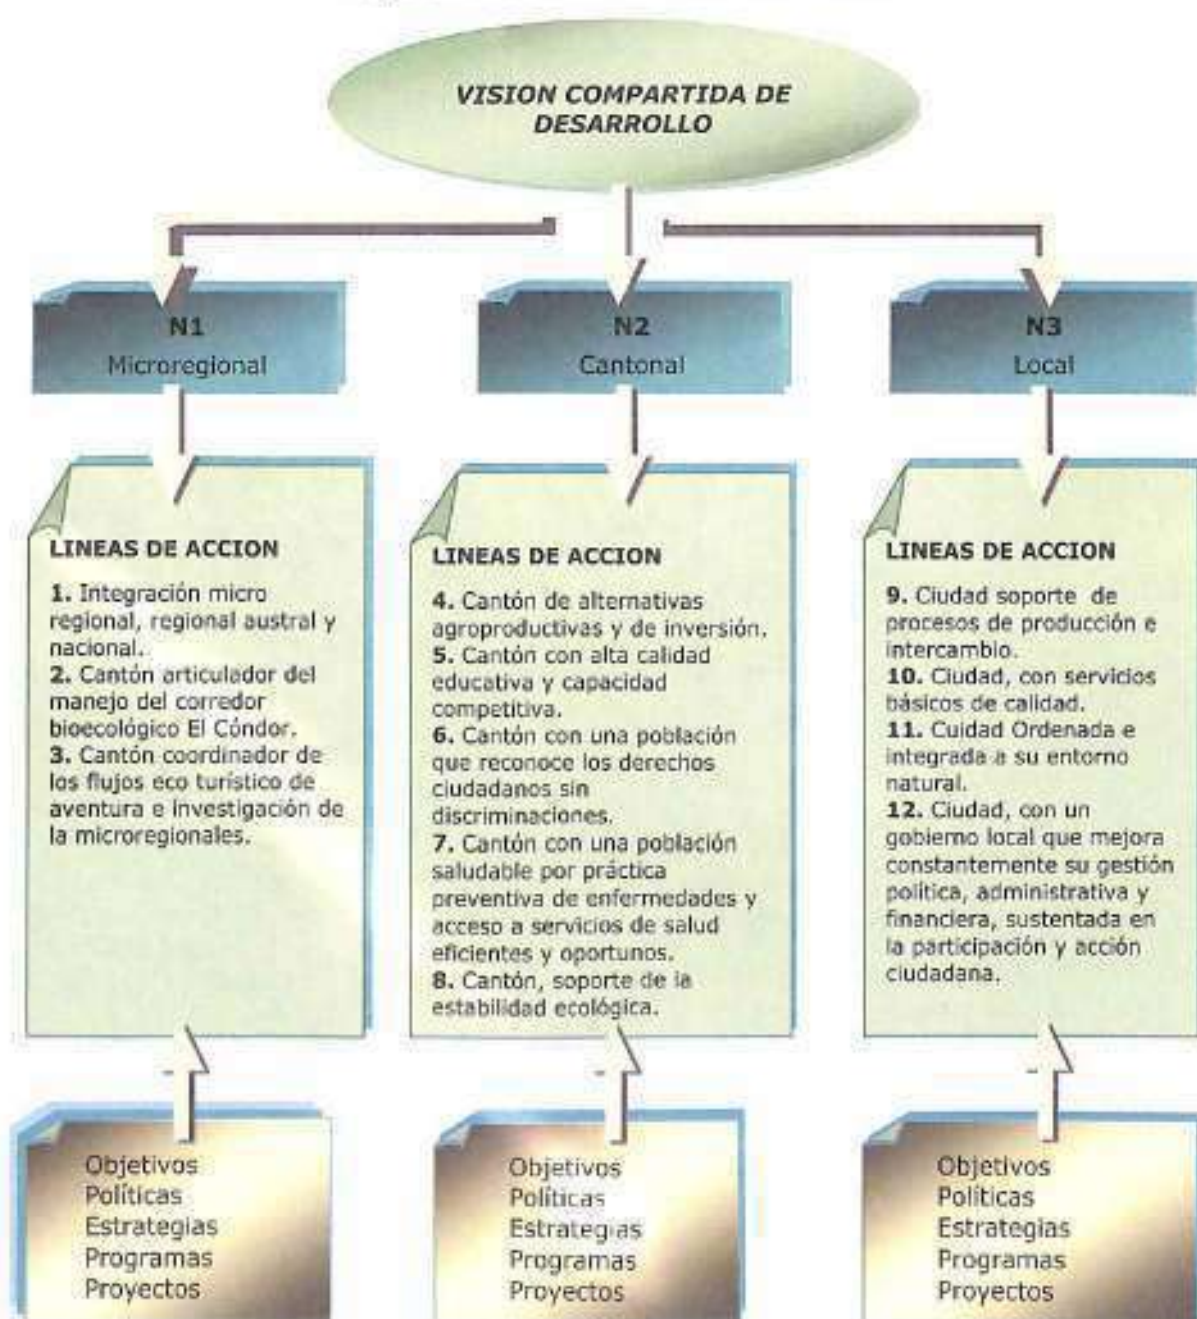 VISION COMPARTIDA DE
DESARROLLO
N1
Microregional
LINEAS DE ACCION
1. Integración micro
regional, regional austral y
nacional.
2. Cantón articulador del
manejo del corredor
bioecológico El Cóndor.
3. Cantón coordinador de
los flujos eco turístico de
aventura e investigación de
la microregionales.
Objetivos
Políticas
Estrategias
Programas
Proyectos
N2
Cantonal
LINEAS DE ACCION
4. Cantón de alternativas
agroproductivas y de inversión.
5. Cantón con alta calidad
educativa y capacidad
competitiva.
6. Cantón con una población
que reconoce los derechos
ciudadanos sin
discriminaciones.
7. Cantón con una población
saludable por práctica
preventiva de enfermedades y
acceso a servicios de salud
eficientes y oportunos.
8. Cantón, soporte de la
estabilidad ecológica.
Objetivos
Políticas
Estrategias
Programas
Proyectos
N3
Local
LINEAS DE ACCION
9. Ciudad soporte de
procesos de producción e
intercambio.
10. Ciudad, con servicios
básicos de calidad.
11. Cuidad Ordenada e
integrada a su entorno
natural.
12. Ciudad, con un
gobierno local que mejora
constantemente su gestión
política, administrativa y
financiera, sustentada en
la participación y acción
ciudadana.
Objetivos
Políticas
Estrategias
Programas
Proyectos